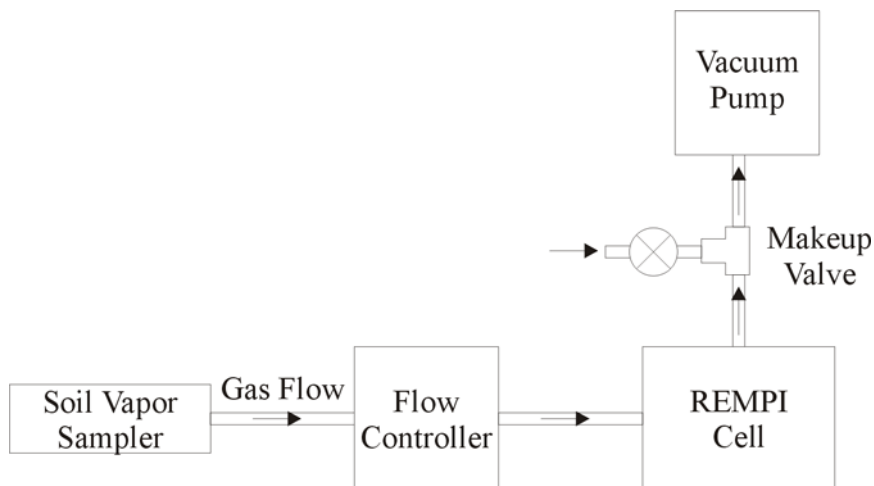 Vacuum
Pump
Makeup
Valve
Gas Flow
Soil Vapor
Sampler
Flow
Controller
REMPI
Cell